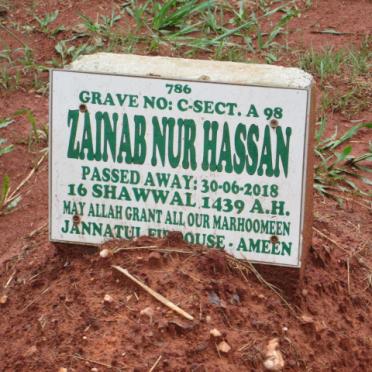 786
GRAVE NO: C-SECT. A 98
ZAINAB NUR HASSAN
PASSED AWAY: 30-06-2018
16 SHAWWAL 1439 A.H.
MAY ALLAH GRANT ALL OUR MARHOOMEEN
JANNATUL FIRDOUSE - AMEEN